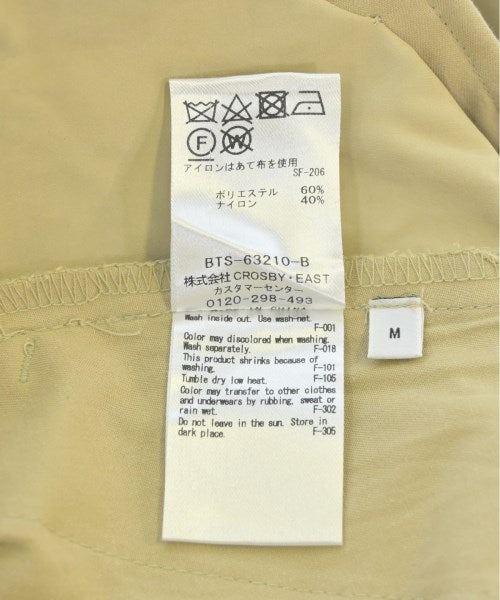 F W
アイロンはあて布を使用
SF-206
ポリエステル 60%
ナイロン 40%
BTS-63210-B
株式会社CROSBY・EAST
カスタマーセンター
0120-298-493
Wash inside out. Use wash-net.
F-001
Color may discolored when washing.
Wash separately. F-018
This product shrinks because of
washing. F-101
Tumble dry low heat. F-105
Color may transfer to other clothes
and underwears by rubbing, sweat or
rain wet. F-302
Do not leave in the sun. Store in
dark place. F-305
M